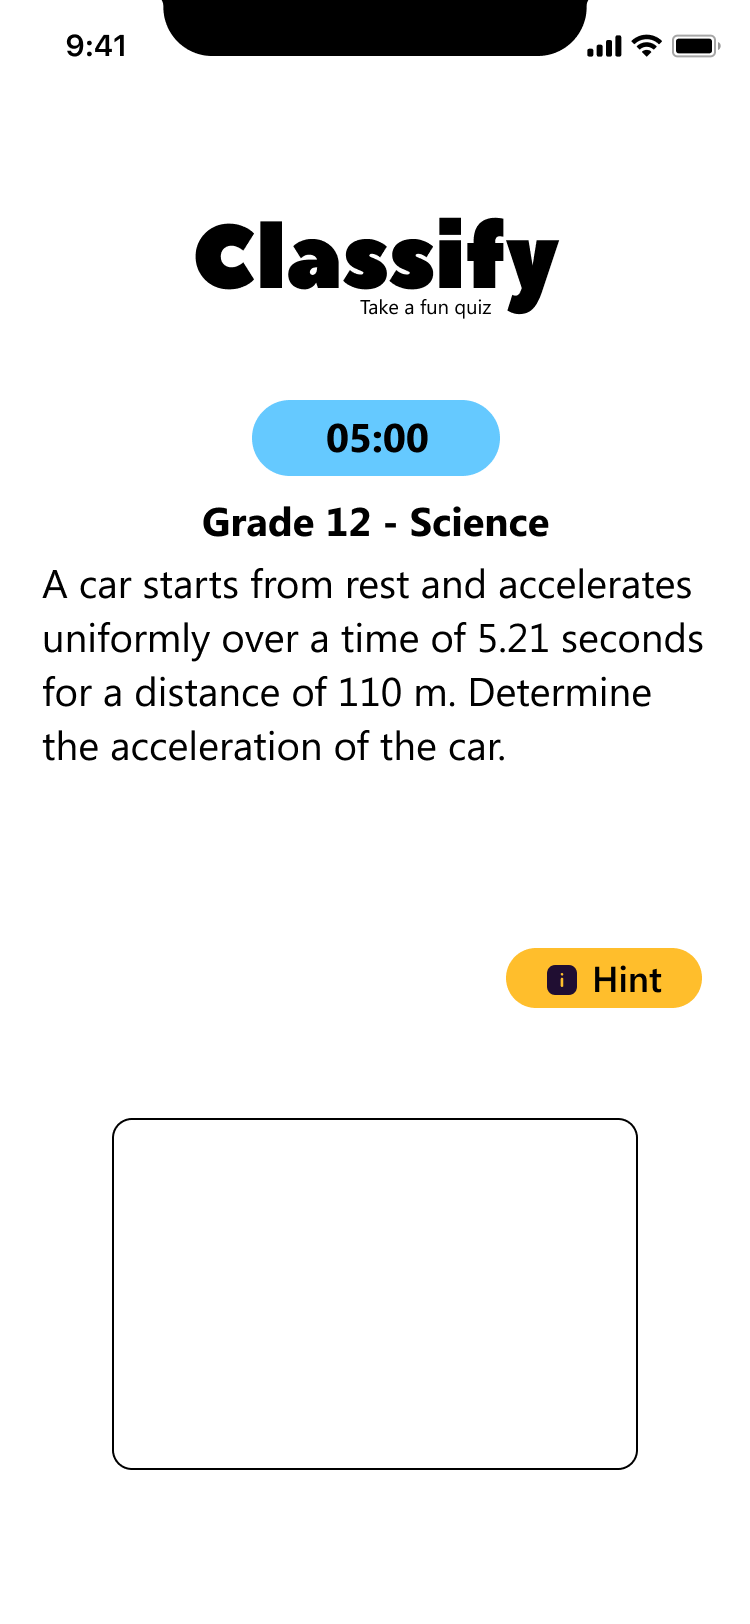 9:41
Classify
Take a fun quiz
05:00
Grade 12 - Science
A car starts from rest and accelerates
uniformly over a time of 5.21 seconds
for a distance of 110 m. Determine
the acceleration of the car.
i Hint